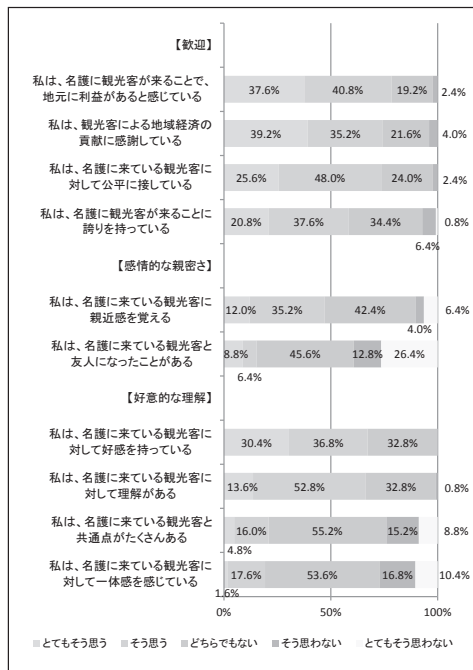 【歓迎】
私は、名護に観光客が来ることで、
地元に利益があると感じている
37.6% 40.8% 19.2% 2.4%
私は、観光客による地域経済の
貢献に感謝している
39.2% 35.2% 21.6% 4.0%
私は、名護に来ている観光客に
対して公平に接している
25.6% 48.0% 24.0% 2.4%
私は、名護に観光客が来ることに
誇りを持っている
20.8% 37.6% 34.4% 0.8%
6.4%
【感情的な親密さ】
私は、名護に来ている観光客に
親近感を覚える
12.0% 35.2% 42.4% 6.4%
4.0%
私は、名護に来ている観光客と
友人になったことがある
8.8% 45.6% 12.8% 26.4%
6.4%
【好意的な理解】
私は、名護に来ている観光客に
対して好感を持っている
30.4% 36.8% 32.8%
私は、名護に来ている観光客に
対して理解がある
13.6% 52.8% 32.8% 0.8%
私は、名護に来ている観光客と
共通点がたくさんある
16.0% 55.2% 15.2% 8.8%
4.8%
私は、名護に来ている観光客に
対して一体感を感じている
17.6% 53.6% 16.8% 10.4%
1.6%
0% 50% 100%
とてもそう思う そう思う どちらでもない そう思わない とてもそう思わない